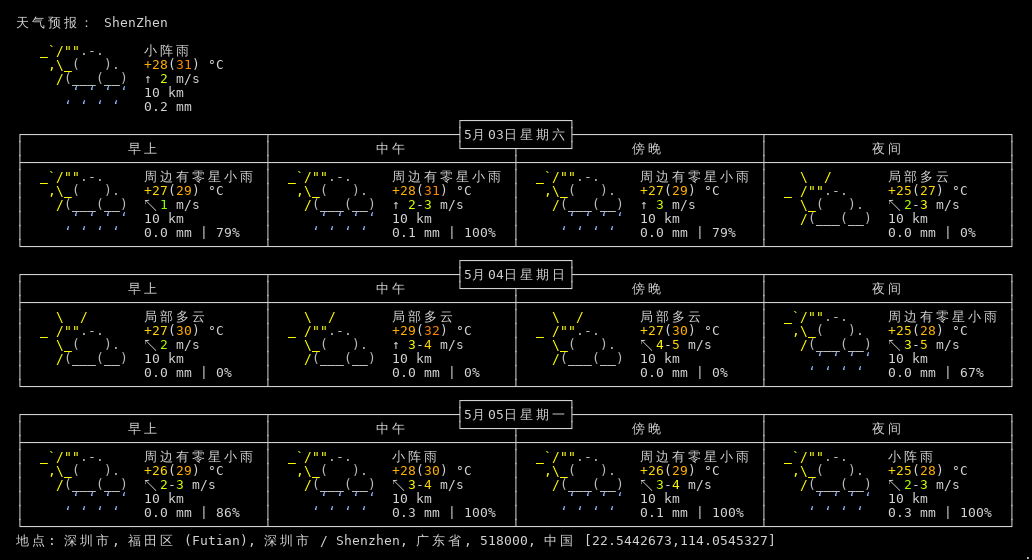 天气预报： ShenZhen
小阵雨
+28(31) °C
↑ 2 m/s
10 km
0.2 mm
5月03日星期六
早上 中午 傍晚 夜间
周边有零星小雨 周边有零星小雨 周边有零星小雨 局部多云
+27(29) °C +28(31) °C +27(29) °C +25(27) °C
↖ 1 m/s ↑ 2-3 m/s ↑ 3 m/s ↖ 2-3 m/s
10 km 10 km 10 km 10 km
0.0 mm | 79% 0.1 mm | 100% 0.0 mm | 79% 0.0 mm | 0%
5月04日星期日
早上 中午 傍晚 夜间
局部多云 局部多云 局部多云 周边有零星小雨
+27(30) °C +29(32) °C +27(30) °C +25(28) °C
↖ 2 m/s ↑ 3-4 m/s ↖ 4-5 m/s ↖ 3-5 m/s
10 km 10 km 10 km 10 km
0.0 mm | 0% 0.0 mm | 0% 0.0 mm | 0% 0.0 mm | 67%
5月05日星期一
早上 中午 傍晚 夜间
周边有零星小雨 小阵雨 周边有零星小雨 小阵雨
+26(29) °C +28(30) °C +26(29) °C +25(28) °C
↖ 2-3 m/s ↖ 3-4 m/s ↖ 3-4 m/s ↖ 2-3 m/s
10 km 10 km 10 km 10 km
0.0 mm | 86% 0.3 mm | 100% 0.1 mm | 100% 0.3 mm | 100%
地点: 深圳市, 福田区 (Futian), 深圳市 / Shenzhen, 广东省, 518000, 中国 [22.5442673,114.0545327]